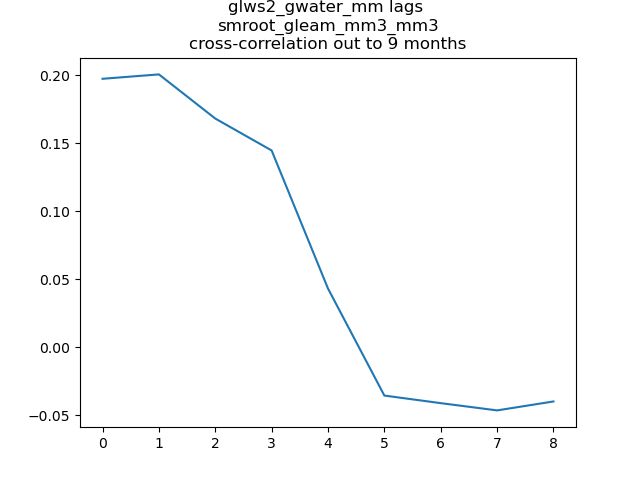 glws2_gwater_mm lags
smroot_gleam_mm3_mm3
cross-correlation out to 9 months
0.20
0.15
0.10
0.05
0.00
−0.05
0 1 2 3 4 5 6 7 8